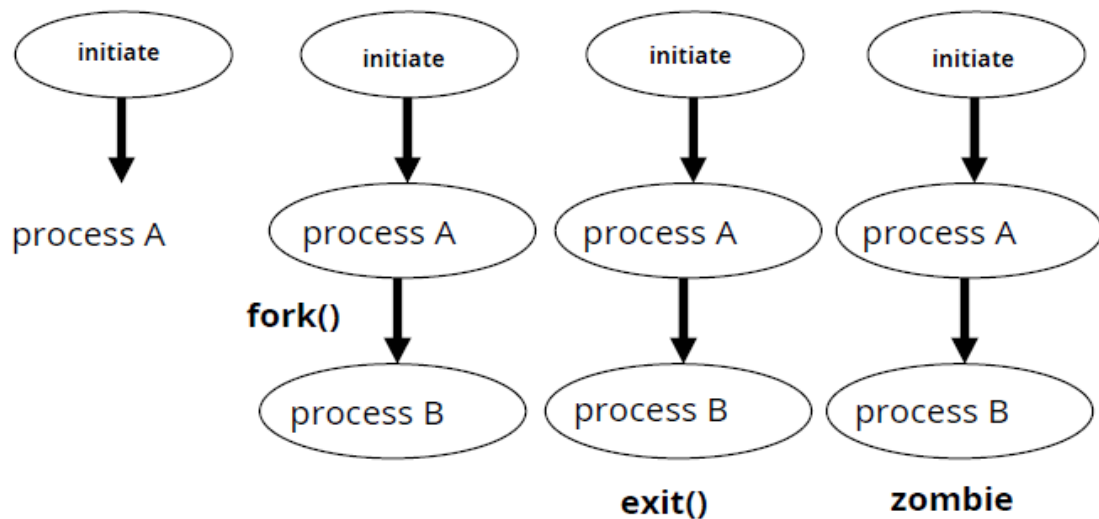 initiate
initiate
initiate
initiate
process A
process A
process A
process A
fork()
process B
process B
process B
exit()
zombie